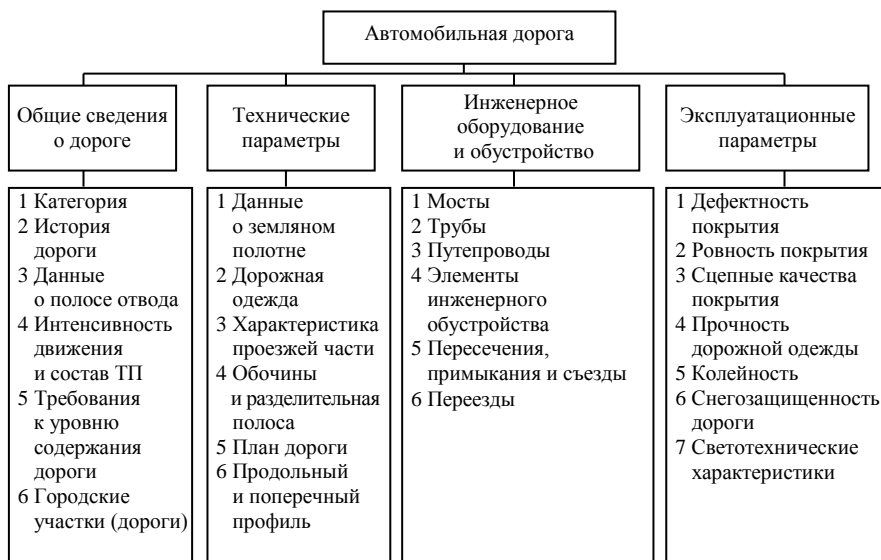 Автомобильная дорога
Общие сведения
о дороге
Технические
параметры
Инженерное
оборудование
и обустройство
Эксплуатационные
параметры
1 Категория
2 История
дороги
3 Данные
о полосе отвода
4 Интенсивность
движения
и состав ТП
5 Требования
к уровню
содержания
дороги
6 Городские
участки (дороги)
1 Данные
о земляном
полотне
2 Дорожная
одежда
3 Характеристика
проезжей части
4 Обочины
и разделительная
полоса
5 План дороги
6 Продольный
и поперечный
профиль
1 Мосты
2 Трубы
3 Путепроводы
4 Элементы
инженерного
обустройства
5 Пересечения,
примыкания и съезды
6 Переезды
1 Дефектность
покрытия
2 Ровность покрытия
3 Сцепные качества
покрытия
4 Прочность
дорожной одежды
5 Колейность
6 Снегозащищенность
дороги
7 Светотехнические
характеристики